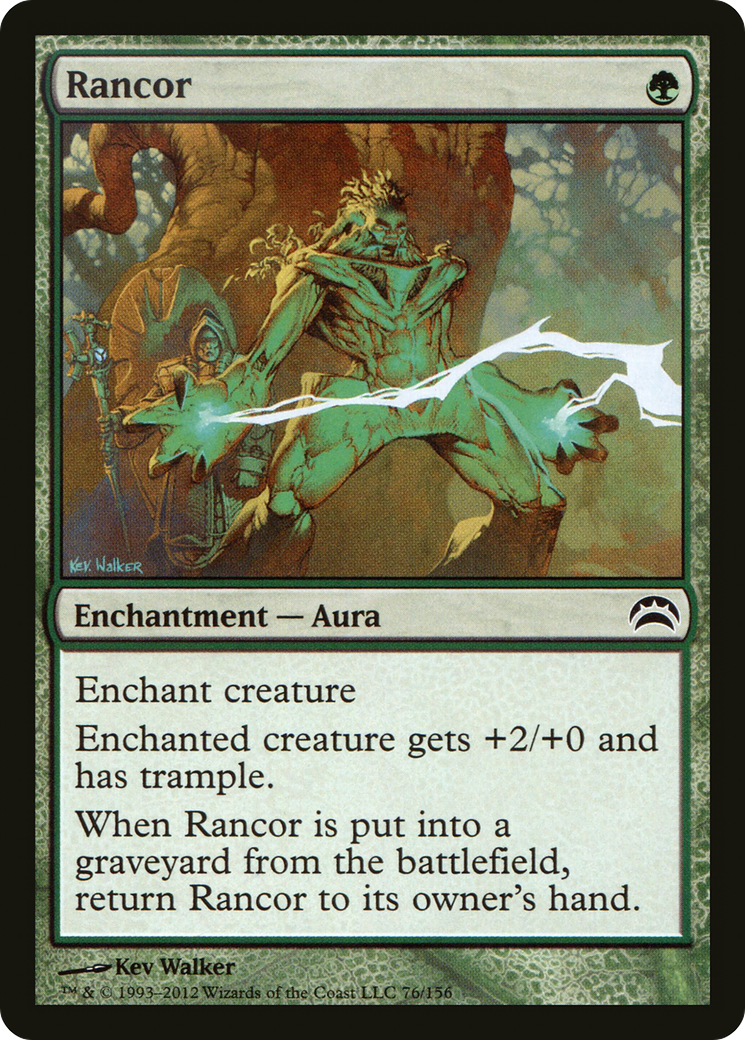 Rancor
Kev. Walker
Enchantment — Aura
Enchant creature
Enchanted creature gets +2/+0 and
has trample.
When Rancor is put into a
graveyard from the battlefield,
return Rancor to its owner's hand.
Kev Walker
™ & © 1993–2012 Wizards of the Coast LLC 76/156